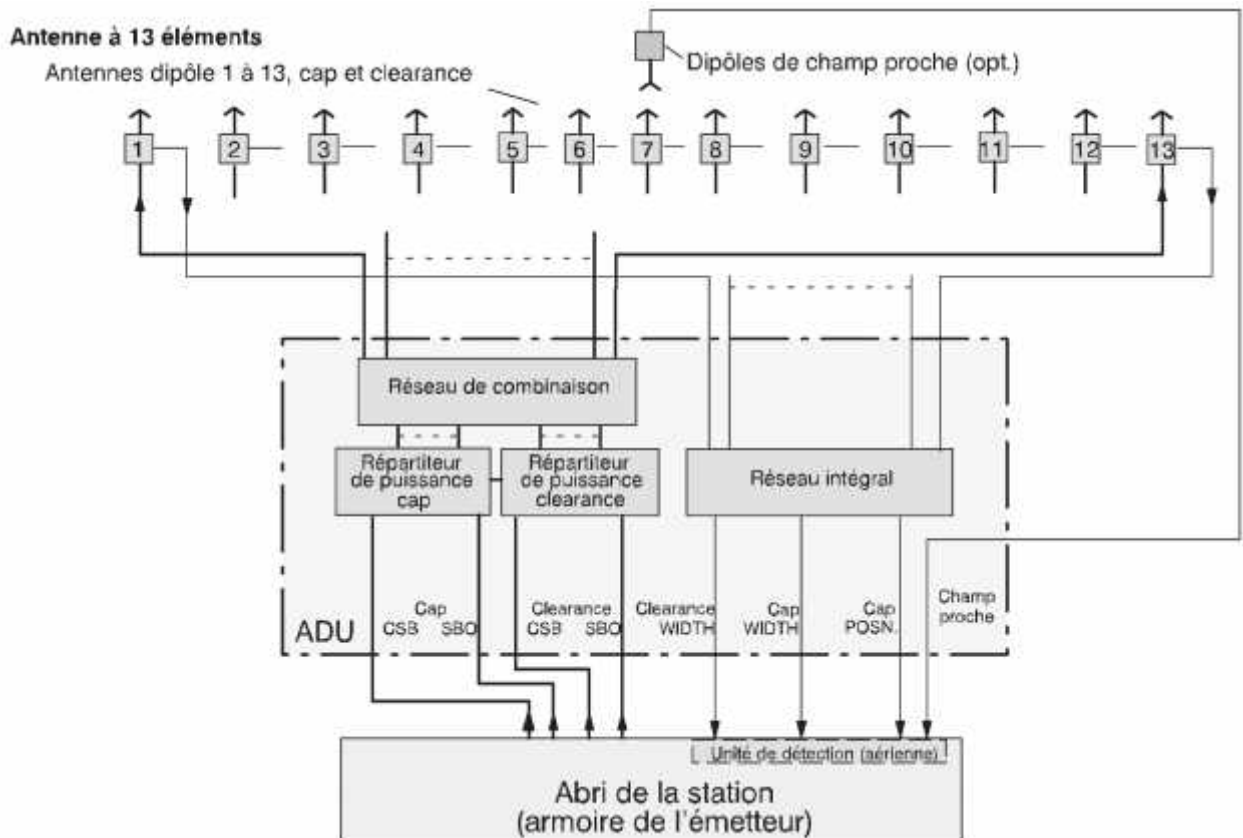 Antenne à 13 éléments
Antennes dipôle 1 à 13, cap et clearance
Dipôles de champ proche (opt.)
1 2 3 4 5 6 7 8 9 10 11 12 13
Réseau de combinaison
Répartiteur
de puissance
cap
Répartiteur
de puissance
clearance
Réseau intégral
ADU
Cap
CSB SBO
Clearance
CSB SBO
Clearance
WIDTH
Cap
WIDTH
Cap
POSN.
Champ
proche
Unité de détection (aérienne)
Abri de la station
(armoire de l'émetteur)